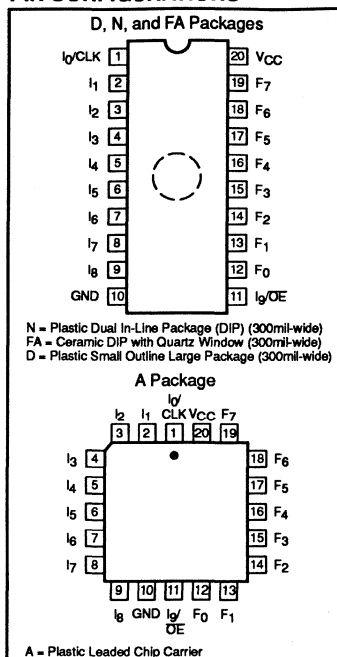 D, N, and FA Packages
I0/CLK 1 20 VCC
I1 2 19 F7
I2 3 18 F6
I3 4 17 F5
I4 5 16 F4
I5 6 15 F3
I6 7 14 F2
I7 8 13 F1
I8 9 12 F0
GND 10 11 I9/O̅E̅
N = Plastic Dual In-Line Package (DIP) (300mil-wide)
FA = Ceramic DIP with Quartz Window (300mil-wide)
D = Plastic Small Outline Large Package (300mil-wide)
A Package
I0/
I2 I1 CLK VCC F7
3 2 1 20 19
I3 4 18 F6
I4 5 17 F5
I5 6 16 F4
I6 7 15 F3
I7 8 14 F2
9 10 11 12 13
I8 GND I9/ F0 F1
O̅E̅
A = Plastic Leaded Chip Carrier